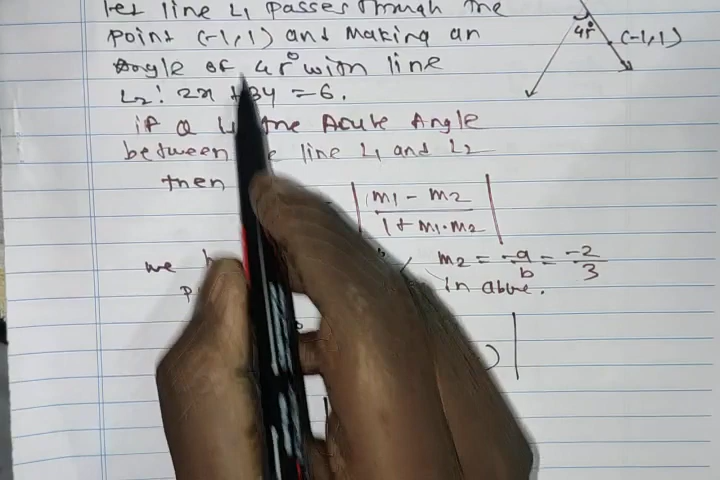 let line L1 passes through the
point (-1,1) and making an
angle of 45° with line
L2: 2x + 3y = 6.
45°
(-1,1)
if θ the Acute Angle
between line L1 and L2
then | m1 - m2 / 1 + m1·m2 |
we m2 = -a/b = -2/3
in above.